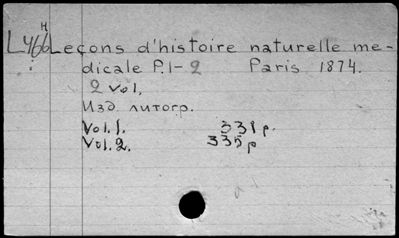 н
L466 Leçons d'histoire naturelle me-
dicale P.1-2 Paris 1874.
2 vol.
Изд. литогр.
Vol. 1. 331 р.
Vol. 2. 335 р